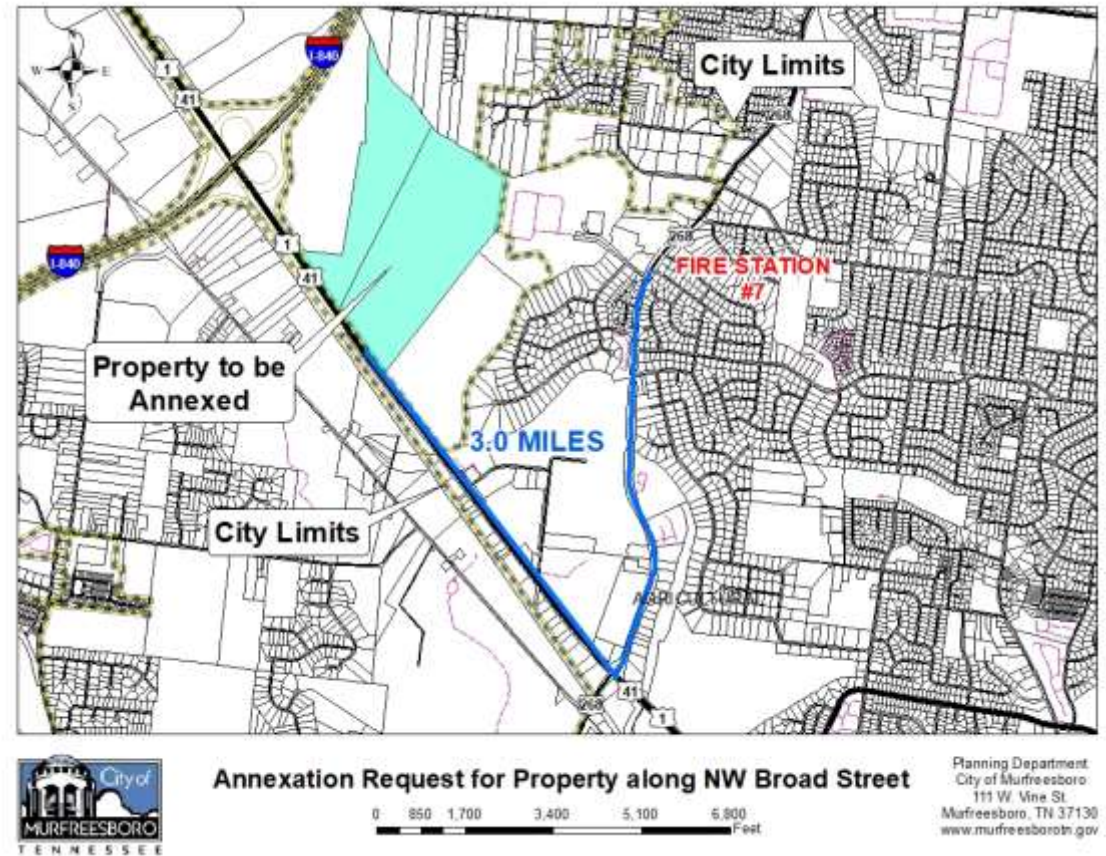 N
W
E
S
I-840
City Limits
1
41
268
268
1
I-840
41
FIRE STATION
#7
Property to be
Annexed
3.0 MILES
City Limits
41
268
1
City of
MURFREESBORO
TENNESSEE
Annexation Request for Property along NW Broad Street
0 850 1,700 3,400 5,100 6,800
Feet
Planning Department
City of Murfreesboro
111 W. Vine St.
Murfreesboro, TN 37130
www.murfreesborotn.gov